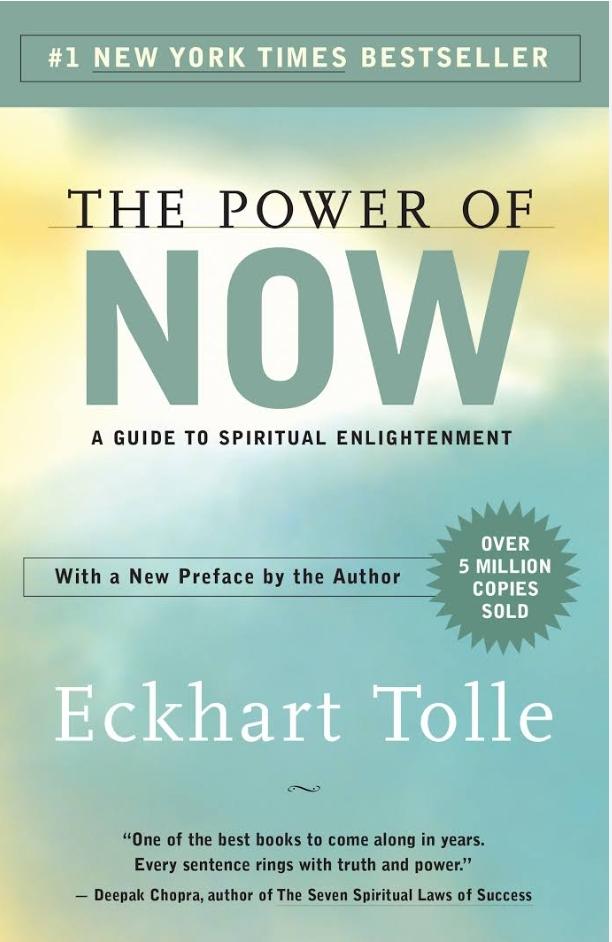 #1 NEW YORK TIMES BESTSELLER
THE POWER OF
NOW
A GUIDE TO SPIRITUAL ENLIGHTENMENT
With a New Preface by the Author
OVER
5 MILLION
COPIES
SOLD
Eckhart Tolle
“One of the best books to come along in years.
Every sentence rings with truth and power.”
— Deepak Chopra, author of The Seven Spiritual Laws of Success